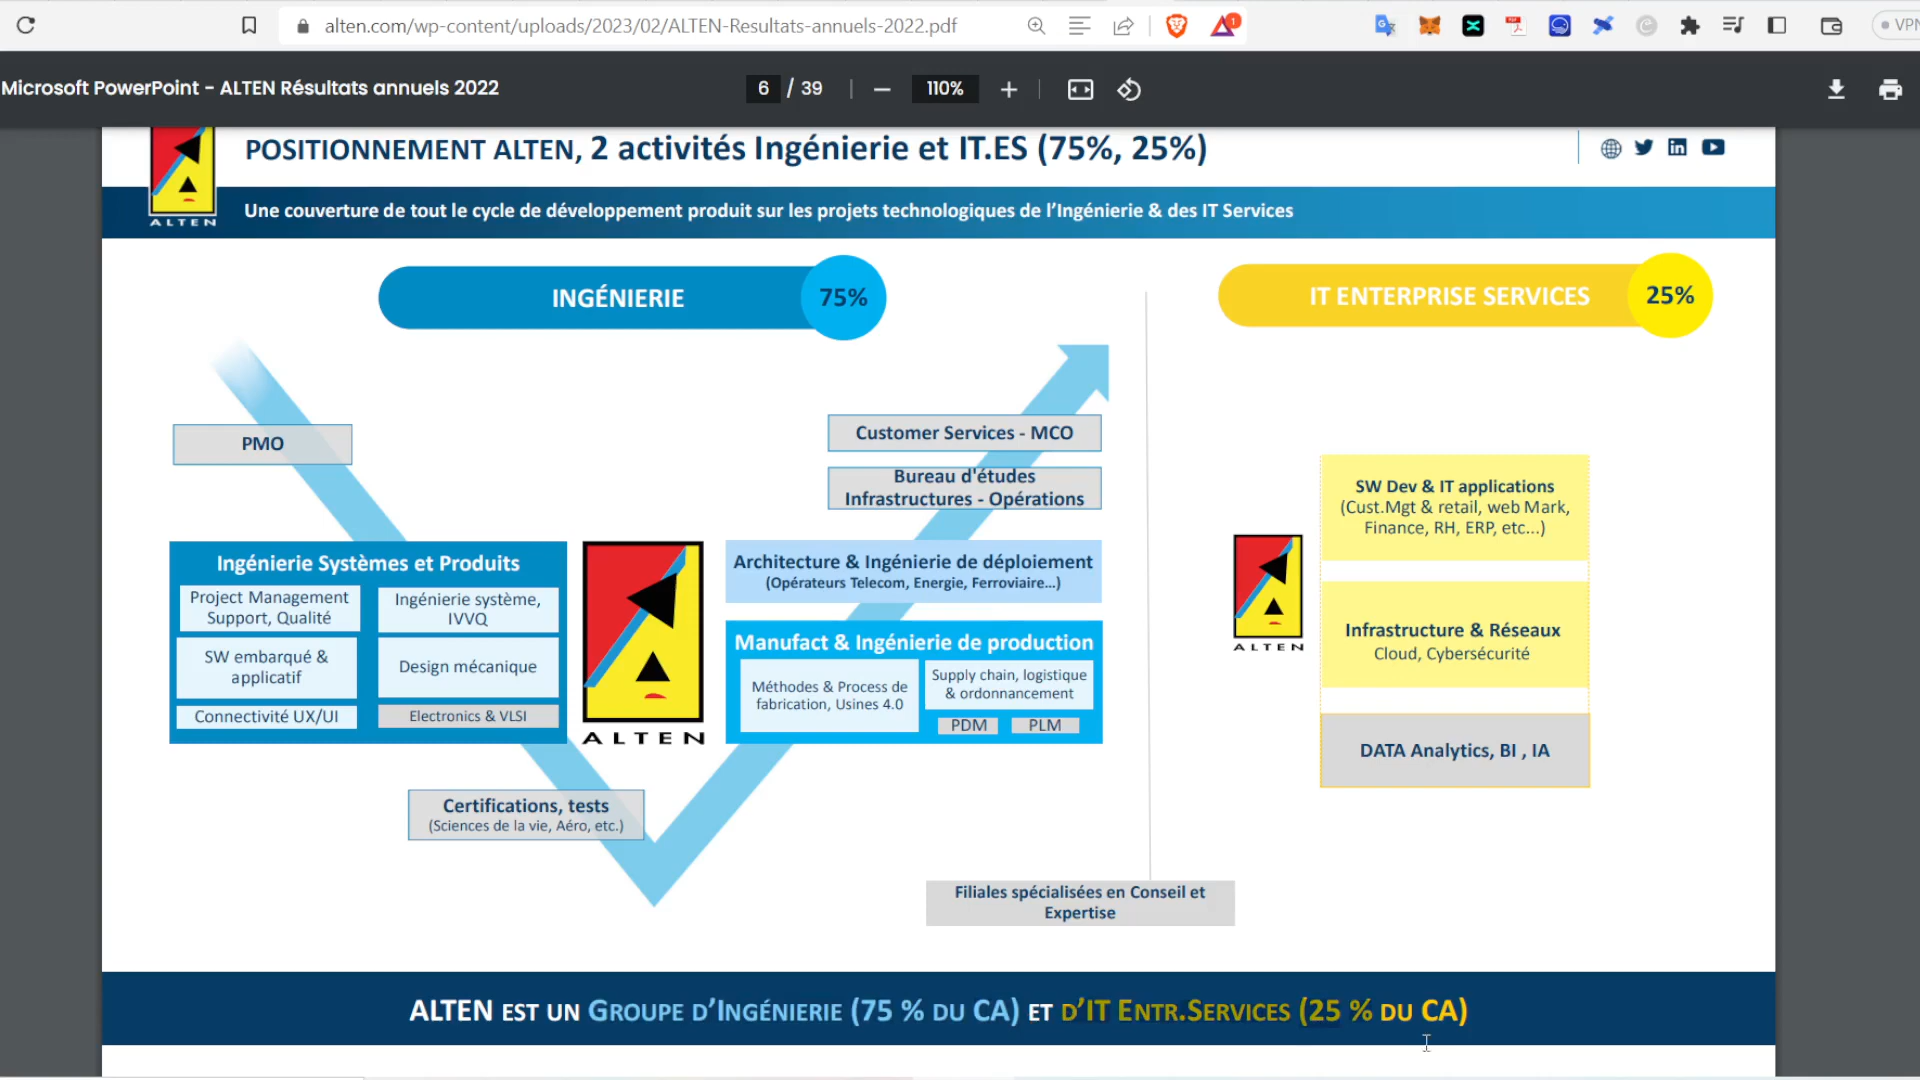 alten.com/wp-content/uploads/2023/02/ALTEN-Resultats-annuels-2022.pdf
1
VPN
Microsoft PowerPoint - ALTEN Résultats annuels 2022
6 / 39
110%
POSITIONNEMENT ALTEN, 2 activités Ingénierie et IT.ES (75%, 25%)
ALTEN
Une couverture de tout le cycle de développement produit sur les projets technologiques de l'Ingénierie & des IT Services
INGÉNIERIE
75%
IT ENTERPRISE SERVICES
25%
PMO
Customer Services - MCO
Bureau d'études
Infrastructures - Opérations
Ingénierie Systèmes et Produits
Project Management
Support, Qualité
Ingénierie système,
IVVQ
SW embarqué &
applicatif
Design mécanique
Connectivité UX/UI
Electronics & VLSI
ALTEN
Architecture & Ingénierie de déploiement
(Opérateurs Telecom, Energie, Ferroviaire...)
Manufact & Ingénierie de production
Méthodes & Process de
fabrication, Usines 4.0
Supply chain, logistique
& ordonnancement
PDM
PLM
Certifications, tests
(Sciences de la vie, Aéro, etc.)
ALTEN
SW Dev & IT applications
(Cust.Mgt & retail, web Mark,
Finance, RH, ERP, etc...)
Infrastructure & Réseaux
Cloud, Cybersécurité
DATA Analytics, BI , IA
Filiales spécialisées en Conseil et
Expertise
ALTEN EST UN GROUPE D'INGÉNIERIE (75 % DU CA) ET D'IT ENTR.SERVICES (25 % DU CA)